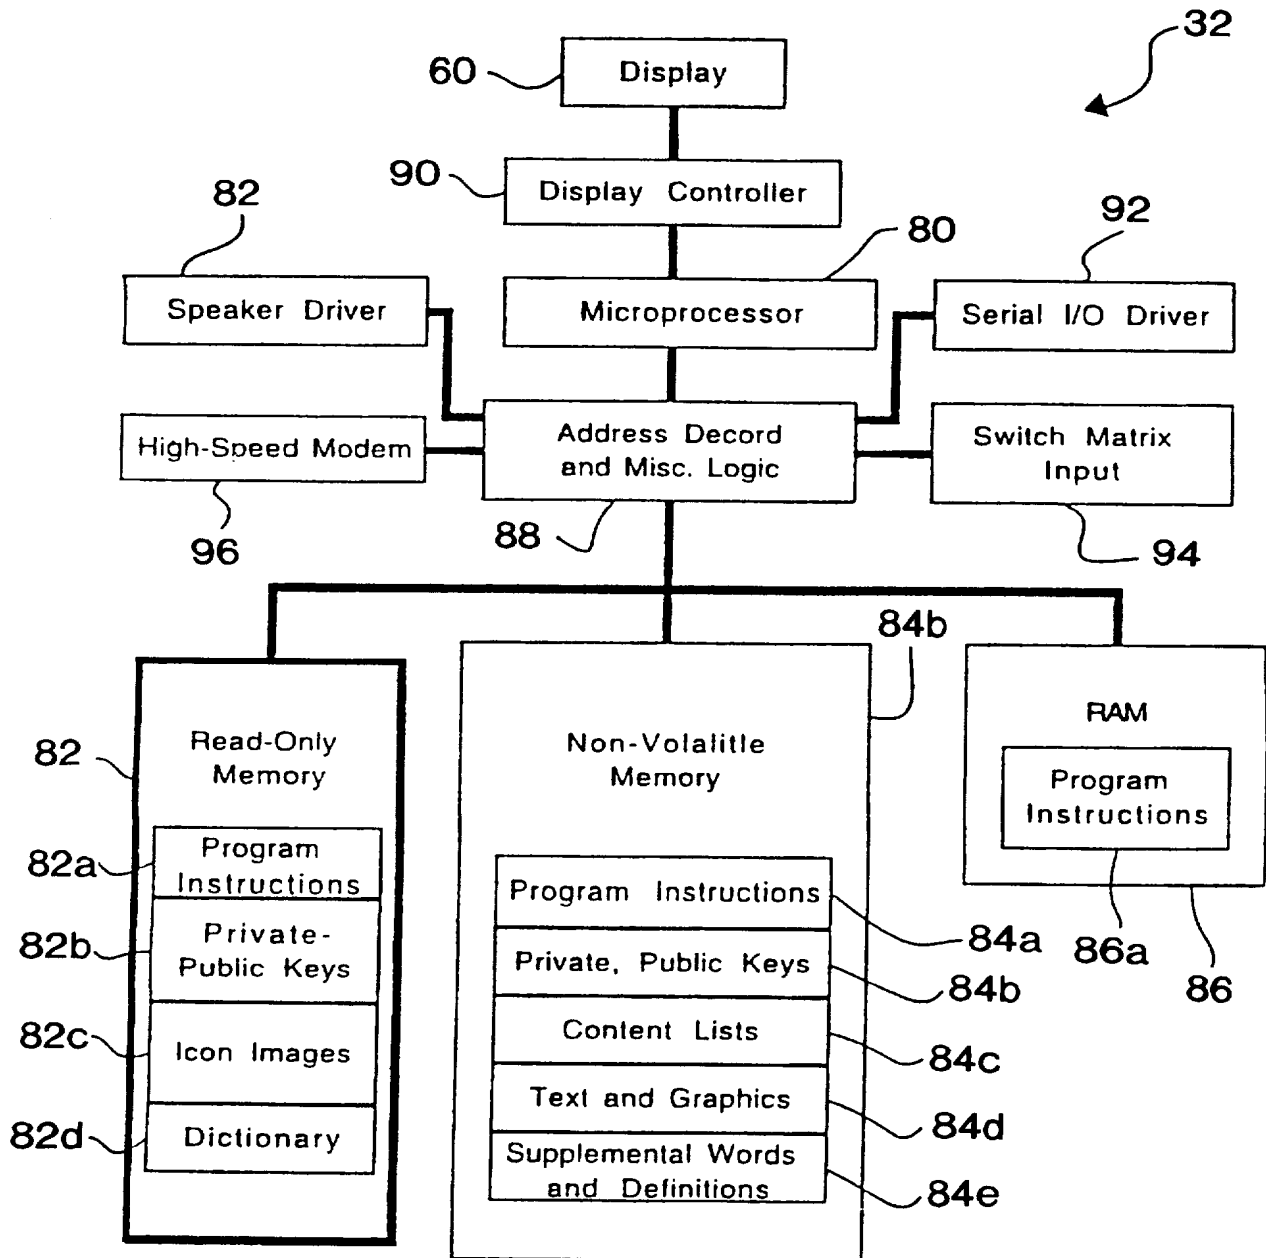 32
60
Display
90
Display Controller
82
80
92
Speaker Driver
Microprocessor
Serial I/O Driver
High-Speed Modem
Address Decord
and Misc. Logic
Switch Matrix
Input
96
88
94
84b
82
Read-Only
Memory
Non-Volalitle
Memory
RAM
Program
Instructions
82a
Program
Instructions
82b
Private-
Public Keys
82c
Icon Images
82d
Dictionary
Program Instructions
84a
Private, Public Keys
84b
Content Lists
84c
Text and Graphics
84d
Supplemental Words
and Definitions
84e
86a
86